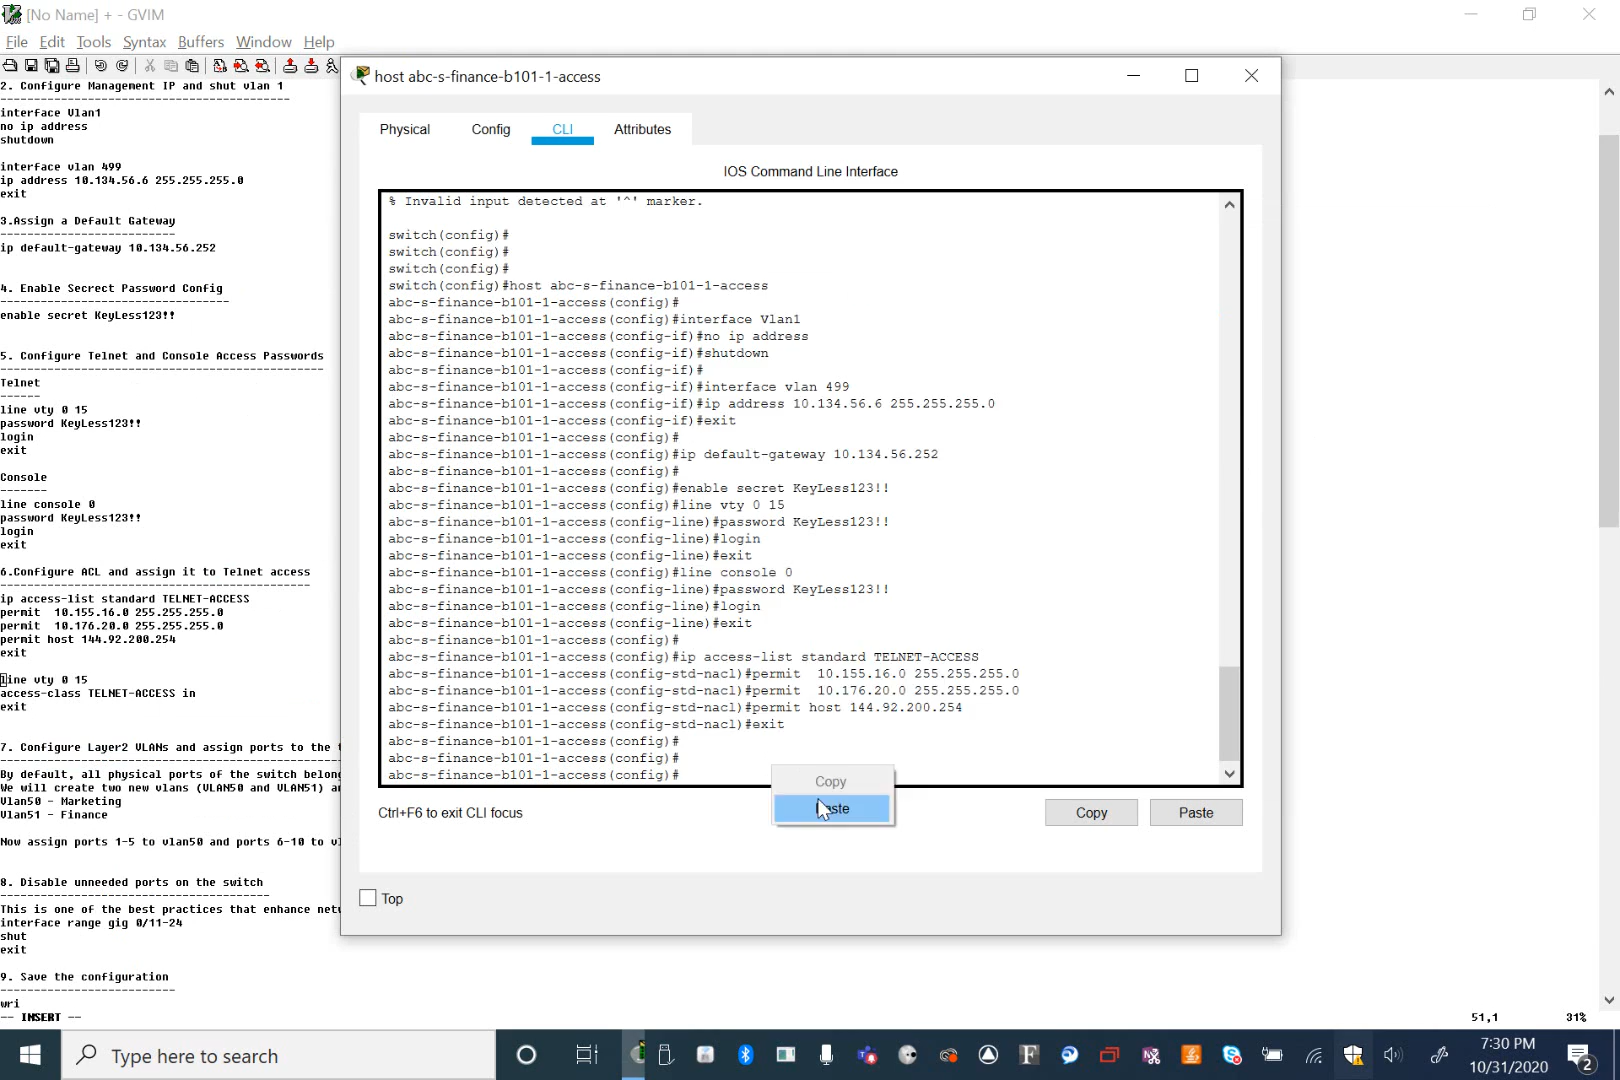 [No Name] + - GVIM
File Edit Tools Syntax Buffers Window Help
2. Configure Management IP and shut vlan 1
-------------------------------------------
interface Vlan1
no ip address
shutdown
interface vlan 499
ip address 10.134.56.6 255.255.255.0
exit
3.Assign a Default Gateway
--------------------------
ip default-gateway 10.134.56.252
4. Enable Secrect Password Config
----------------------------------
enable secret KeyLess123!!
5. Configure Telnet and Console Access Passwords
------------------------------------------------
Telnet
------
line vty 0 15
password KeyLess123!!
login
exit
Console
-------
line console 0
password KeyLess123!!
login
exit
6.Configure ACL and assign it to Telnet access
----------------------------------------------
ip access-list standard TELNET-ACCESS
permit  10.155.16.0 255.255.255.0
permit  10.176.20.0 255.255.255.0
permit host 144.92.200.254
exit
line vty 0 15
access-class TELNET-ACCESS in
exit
7. Configure Layer2 VLANs and assign ports to the
By default, all physical ports of the switch belon
We will create two new vlans (VLAN50 and VLAN51) a
Vlan50 - Marketing
Vlan51 - Finance
Now assign ports 1-5 to vlan50 and ports 6-10 to
8. Disable unneeded ports on the switch
----------------------------------------
This is one of the best practices that enhance net
interface range gig 0/11-24
shut
exit
9. Save the configuration
--------------------------
wri
-- INSERT --
51,1 31%
host abc-s-finance-b101-1-access
Physical Config CLI Attributes
IOS Command Line Interface
% Invalid input detected at '^' marker.
switch(config)#
switch(config)#
switch(config)#
switch(config)#host abc-s-finance-b101-1-access
abc-s-finance-b101-1-access(config)#
abc-s-finance-b101-1-access(config)#interface Vlan1
abc-s-finance-b101-1-access(config-if)#no ip address
abc-s-finance-b101-1-access(config-if)#shutdown
abc-s-finance-b101-1-access(config-if)#
abc-s-finance-b101-1-access(config-if)#interface vlan 499
abc-s-finance-b101-1-access(config-if)#ip address 10.134.56.6 255.255.255.0
abc-s-finance-b101-1-access(config-if)#exit
abc-s-finance-b101-1-access(config)#
abc-s-finance-b101-1-access(config)#ip default-gateway 10.134.56.252
abc-s-finance-b101-1-access(config)#
abc-s-finance-b101-1-access(config)#enable secret KeyLess123!!
abc-s-finance-b101-1-access(config)#line vty 0 15
abc-s-finance-b101-1-access(config-line)#password KeyLess123!!
abc-s-finance-b101-1-access(config-line)#login
abc-s-finance-b101-1-access(config-line)#exit
abc-s-finance-b101-1-access(config)#line console 0
abc-s-finance-b101-1-access(config-line)#password KeyLess123!!
abc-s-finance-b101-1-access(config-line)#login
abc-s-finance-b101-1-access(config-line)#exit
abc-s-finance-b101-1-access(config)#
abc-s-finance-b101-1-access(config)#ip access-list standard TELNET-ACCESS
abc-s-finance-b101-1-access(config-std-nacl)#permit  10.155.16.0 255.255.255.0
abc-s-finance-b101-1-access(config-std-nacl)#permit  10.176.20.0 255.255.255.0
abc-s-finance-b101-1-access(config-std-nacl)#permit host 144.92.200.254
abc-s-finance-b101-1-access(config-std-nacl)#exit
abc-s-finance-b101-1-access(config)#
abc-s-finance-b101-1-access(config)#
abc-s-finance-b101-1-access(config)#
Copy
Paste
Ctrl+F6 to exit CLI focus
Copy Paste
Top
Type here to search
7:30 PM
10/31/2020
2